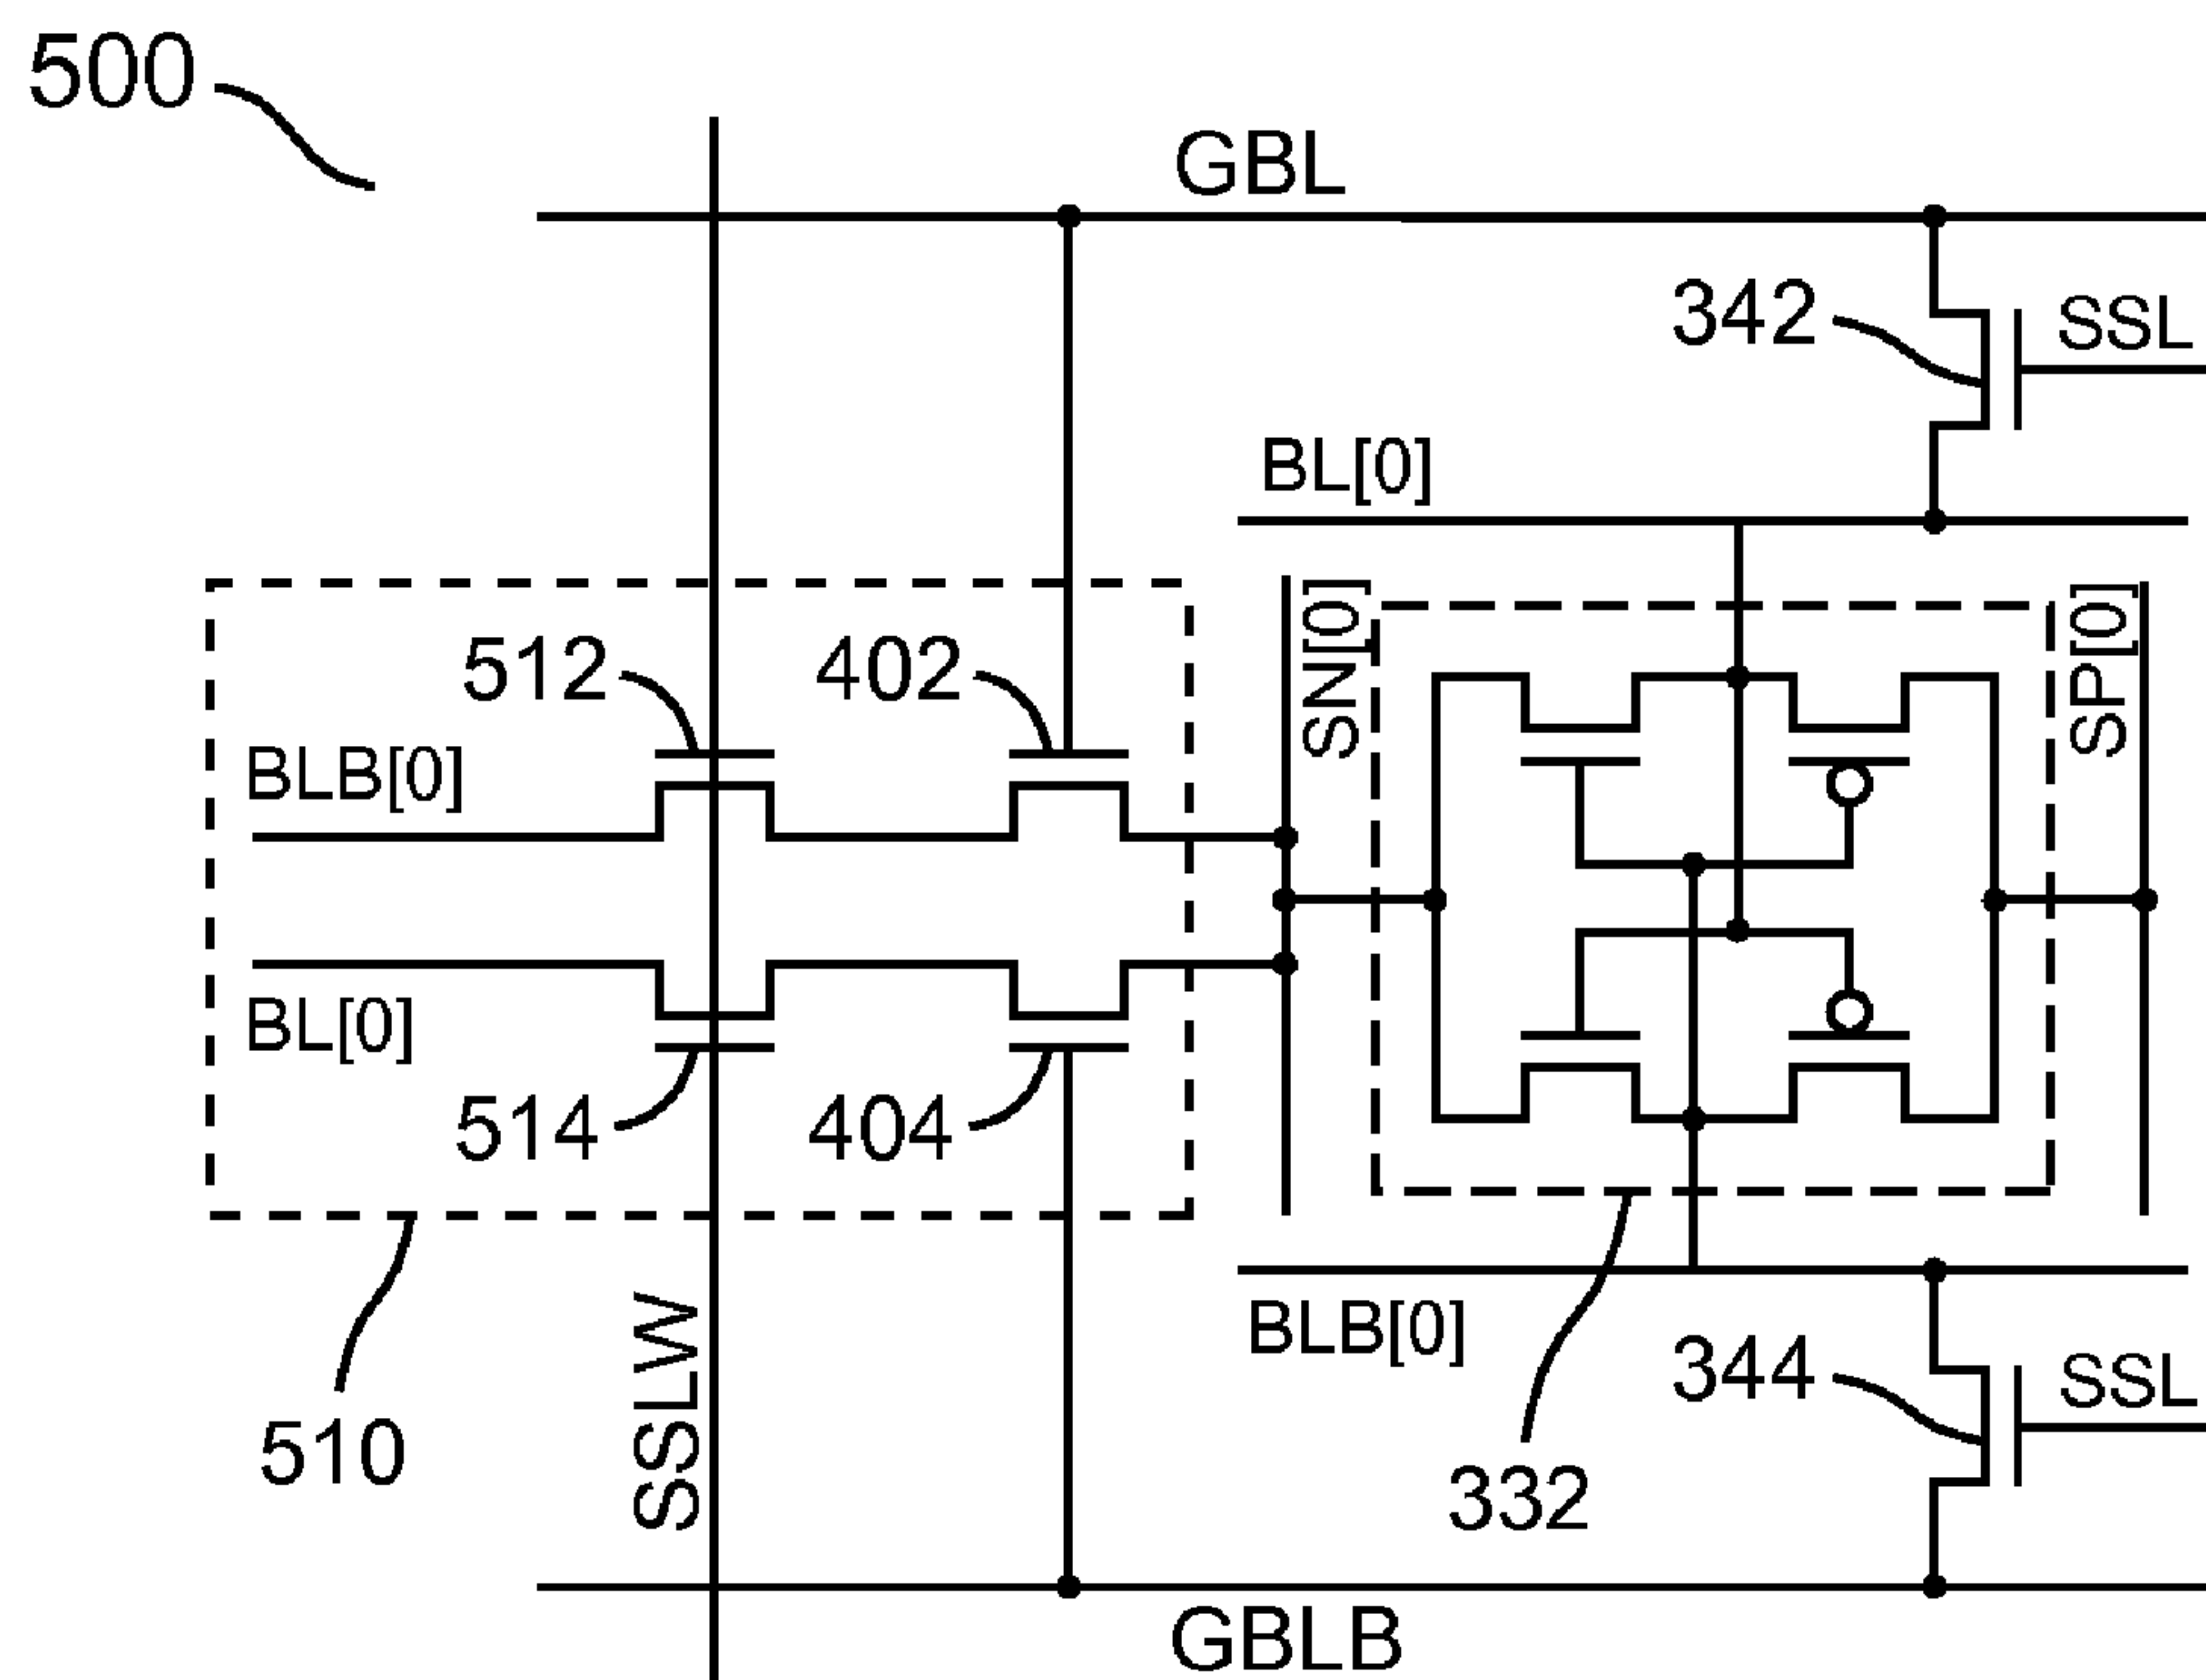 500
GBL
342
SSL
BL[0]
SN[0]
SP[0]
512
402
BLB[0]
BL[0]
514
404
SSLW
BLB[0]
344
SSL
510
332
GBLB